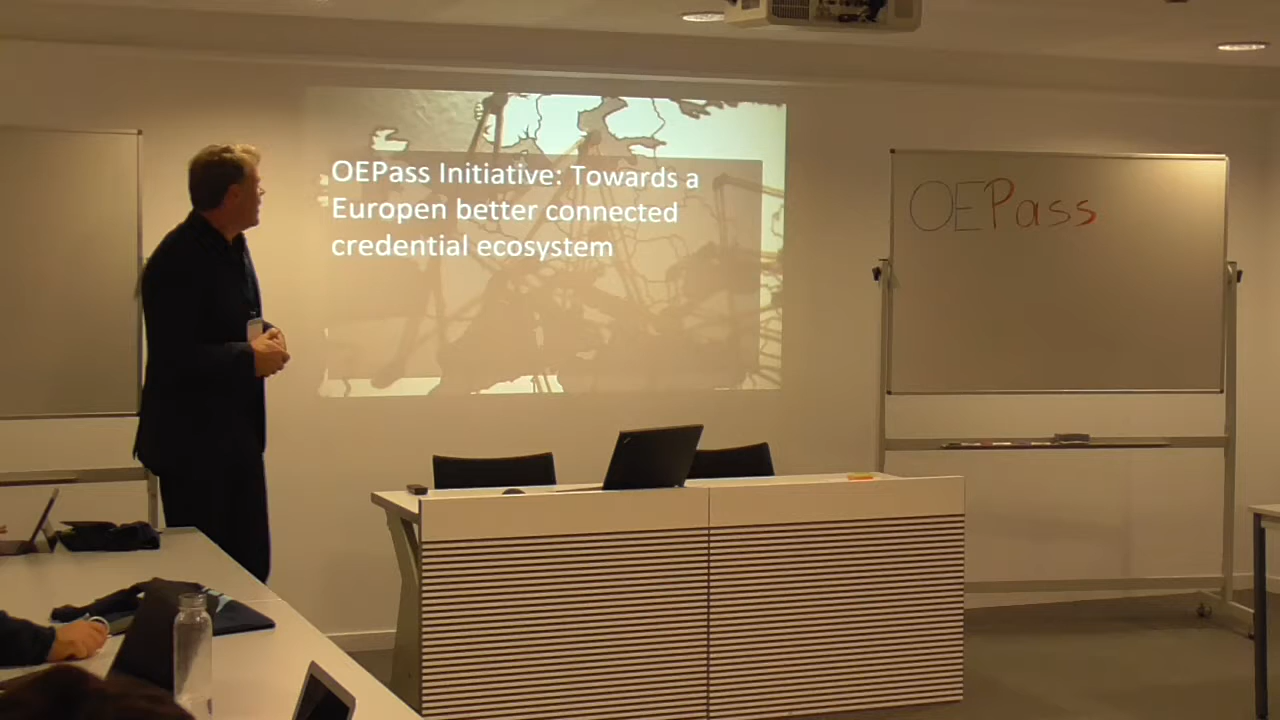 OEPass Initiative: Towards a
Europen better connected
credential ecosystem
OEPass